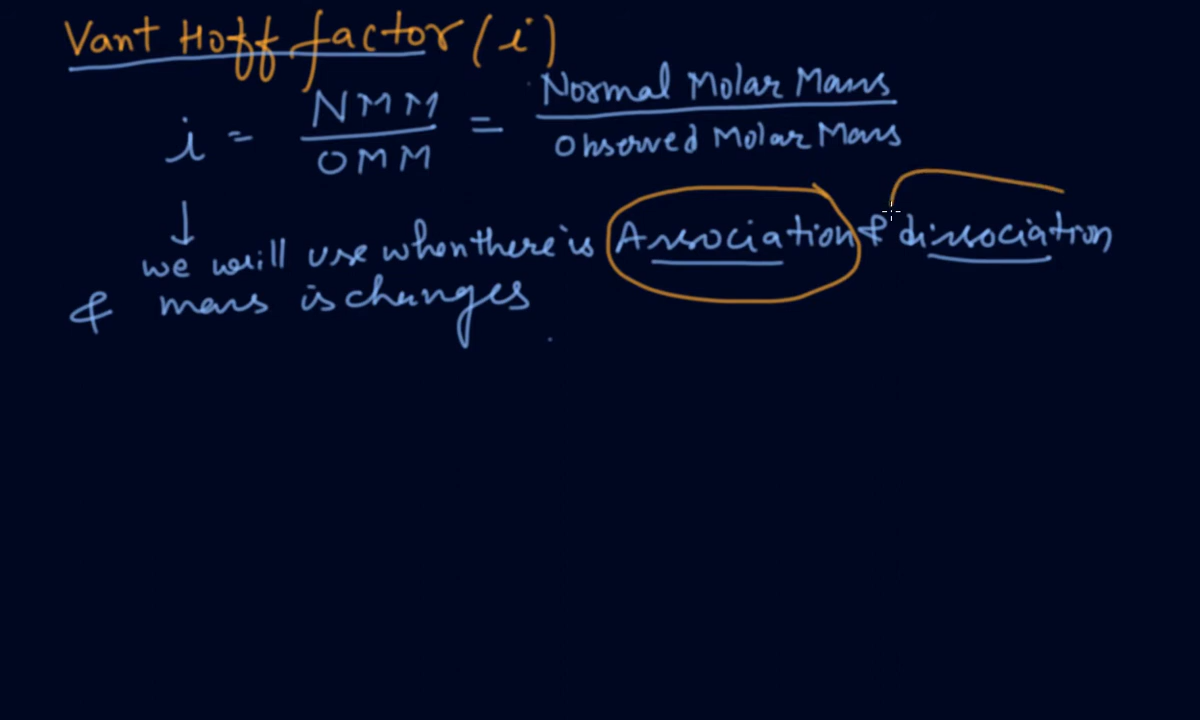 Vant Hoff factor (i)
i = NMM / OMM = Normal Molar Mass / Observed Molar Mass
↓
we will use when there is Association & dissociation
& mass is changes